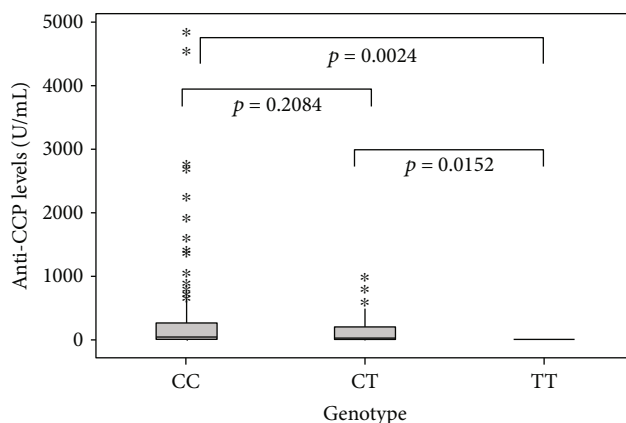 5000
4000
3000
2000
1000
0
Anti-CCP levels (U/mL)
p = 0.0024
p = 0.2084
p = 0.0152
CC
CT
TT
Genotype